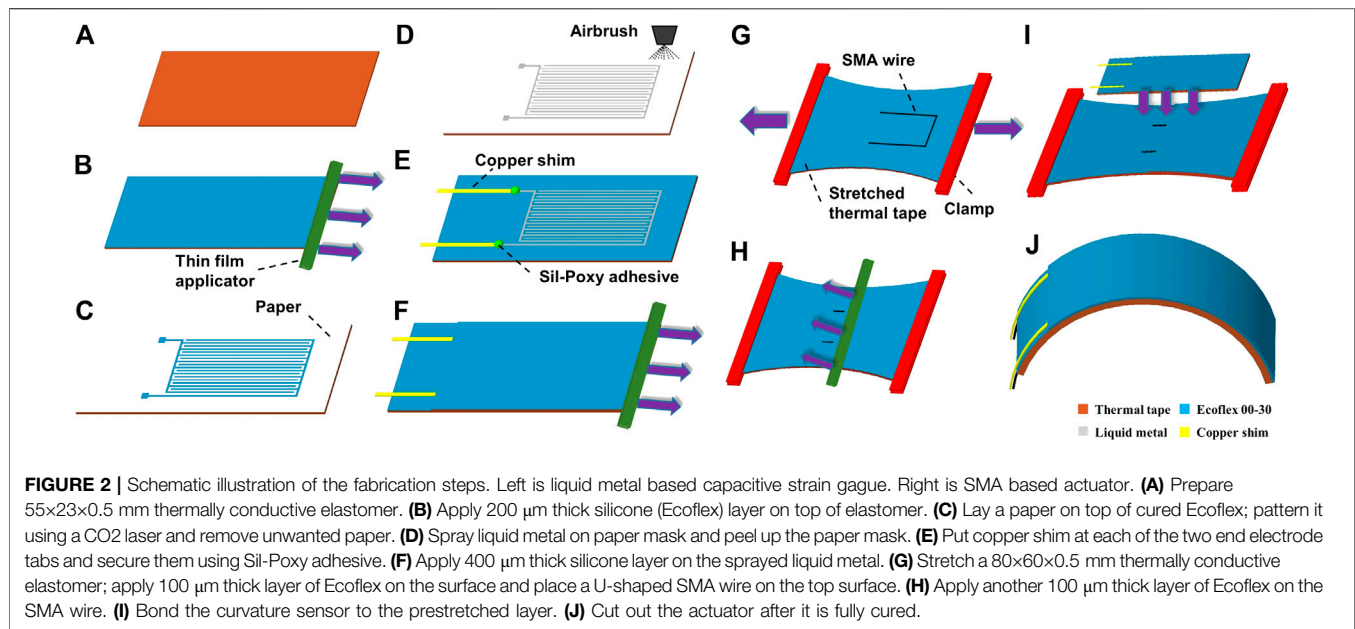 A
B
Thin film
applicator
C
Paper
D
Airbrush
E
Copper shim
Sil-Poxy adhesive
F
G
SMA wire
Stretched
thermal tape
Clamp
H
I
J
Thermal tape
Ecoflex 00-30
Liquid metal
Copper shim
FIGURE 2 | Schematic illustration of the fabrication steps. Left is liquid metal based capacitive strain gague. Right is SMA based actuator. (A) Prepare
55×23×0.5 mm thermally conductive elastomer. (B) Apply 200 μm thick silicone (Ecoflex) layer on top of elastomer. (C) Lay a paper on top of cured Ecoflex; pattern it
using a CO2 laser and remove unwanted paper. (D) Spray liquid metal on paper mask and peel up the paper mask. (E) Put copper shim at each of the two end electrode
tabs and secure them using Sil-Poxy adhesive. (F) Apply 400 μm thick silicone layer on the sprayed liquid metal. (G) Stretch a 80×60×0.5 mm thermally conductive
elastomer; apply 100 μm thick layer of Ecoflex on the surface and place a U-shaped SMA wire on the top surface. (H) Apply another 100 μm thick layer of Ecoflex on the
SMA wire. (I) Bond the curvature sensor to the prestretched layer. (J) Cut out the actuator after it is fully cured.